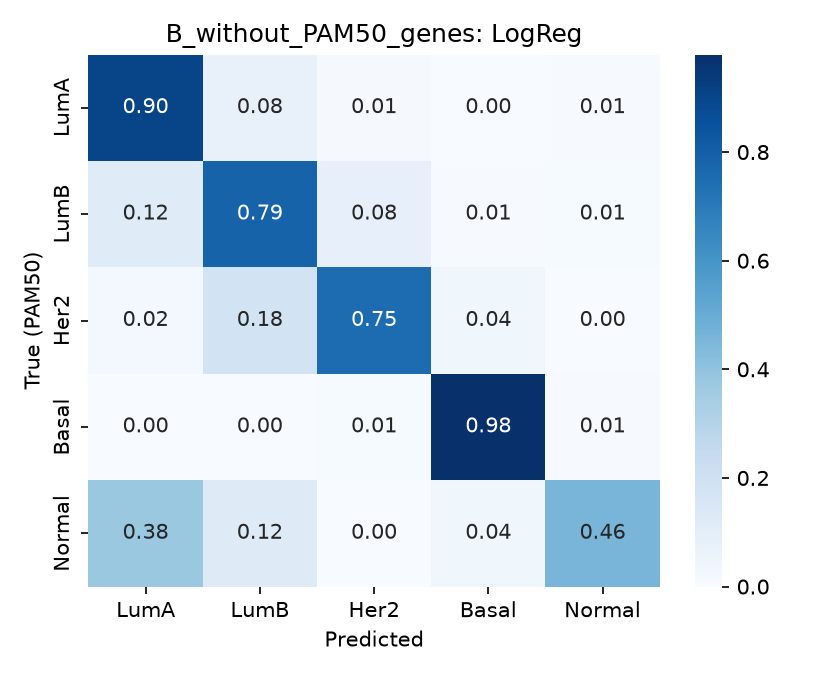 B_without_PAM50_genes: LogReg
True (PAM50)
LumA 0.90 0.08 0.01 0.00 0.01
LumB 0.12 0.79 0.08 0.01 0.01
Her2 0.02 0.18 0.75 0.04 0.00
Basal 0.00 0.00 0.01 0.98 0.01
Normal 0.38 0.12 0.00 0.04 0.46
LumA LumB Her2 Basal Normal
Predicted
0.8
0.6
0.4
0.2
0.0